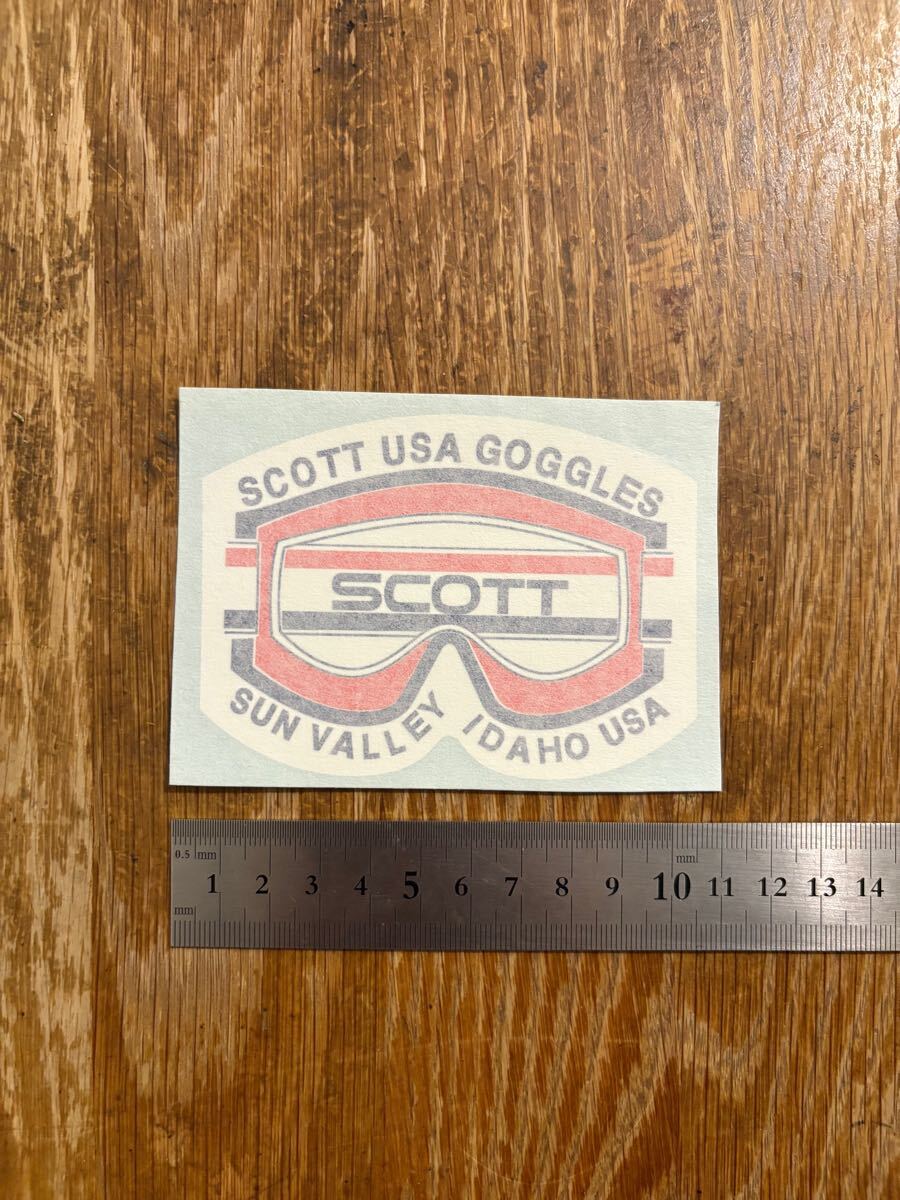 SCOTT USA GOGGLES
SCOTT
SUN VALLEY IDAHO USA
0.5 mm mm
1 2 3 4 5 6 7 8 9 10 11 12 13 14
mm